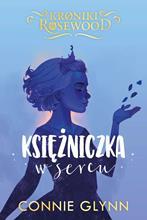 KRONIKI
ROSEWOOD
KSIĘŻNICZKA
w sercu
CONNIE GLYNN